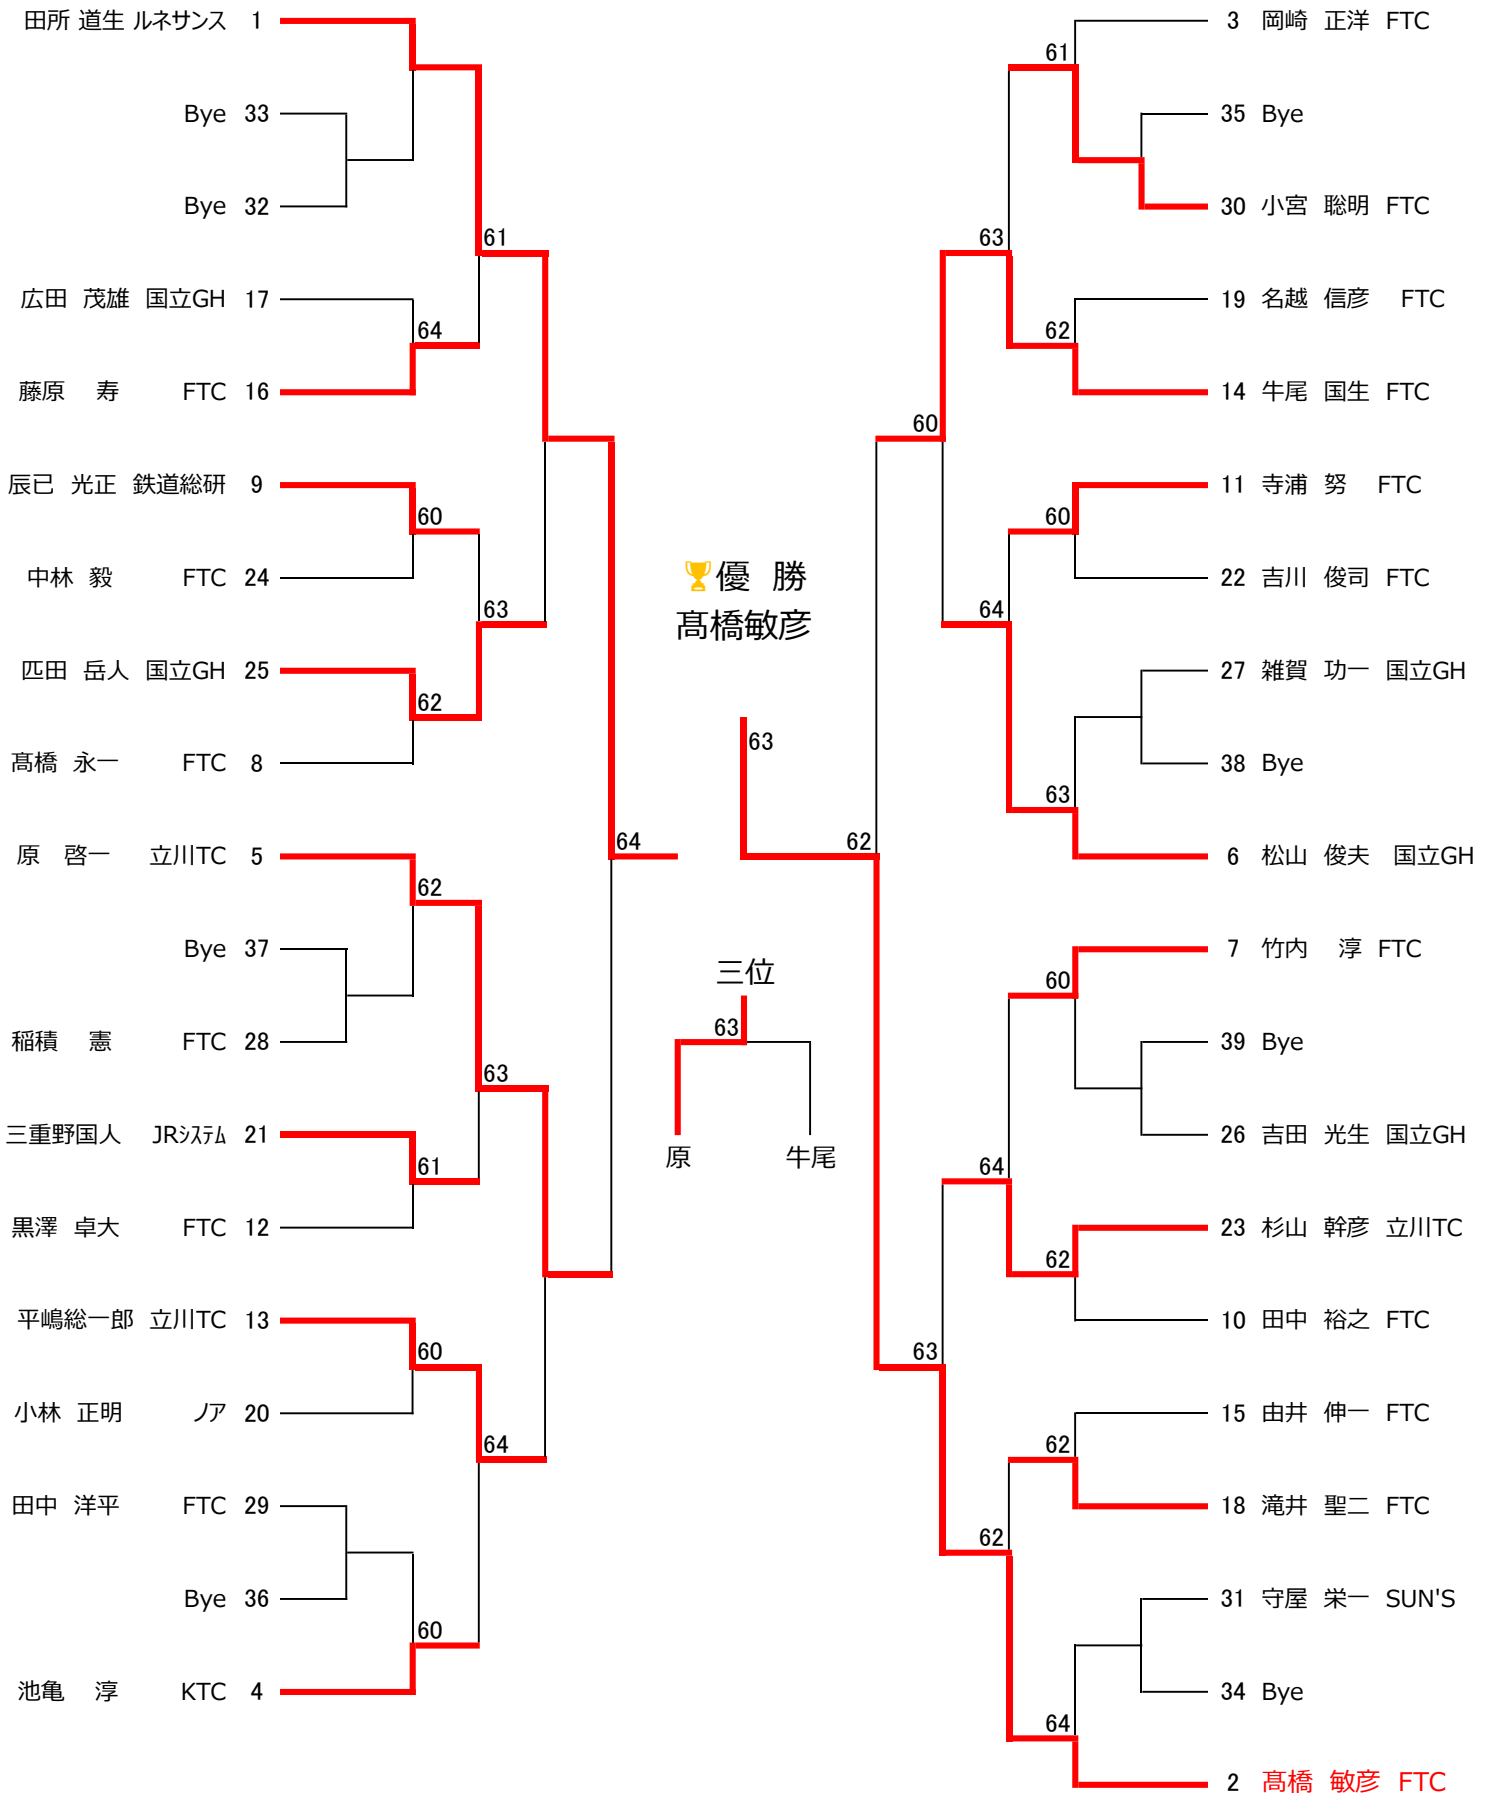 田所 道生 ルネサンス 1
Bye 33
Bye 32
61
広田 茂雄 国立GH 17
64
藤原 寿 FTC 16
辰已 光正 鉄道総研 9
60
中林 毅 FTC 24
63
匹田 岳人 国立GH 25
62
髙橋 永一 FTC 8
原 啓一 立川TC 5
64
62
Bye 37
稲積 憲 FTC 28
63
三重野国人 JRシステム 21
61
黒澤 卓大 FTC 12
平嶋総一郎 立川TC 13
60
小林 正明 ノア 20
64
田中 洋平 FTC 29
Bye 36
60
池亀 淳 KTC 4
優 勝
髙橋敏彦
63
62
三位
63
原 牛尾
3 岡崎 正洋 FTC
61
35 Bye
30 小宮 聡明 FTC
63
19 名越 信彦 FTC
62
14 牛尾 国生 FTC
60
11 寺浦 努 FTC
60
22 吉川 俊司 FTC
64
27 雑賀 功一 国立GH
38 Bye
63
6 松山 俊夫 国立GH
7 竹内 淳 FTC
60
39 Bye
26 吉田 光生 国立GH
64
23 杉山 幹彦 立川TC
62
10 田中 裕之 FTC
63
15 由井 伸一 FTC
62
18 滝井 聖二 FTC
62
31 守屋 栄一 SUN'S
34 Bye
64
2 髙橋 敏彦 FTC